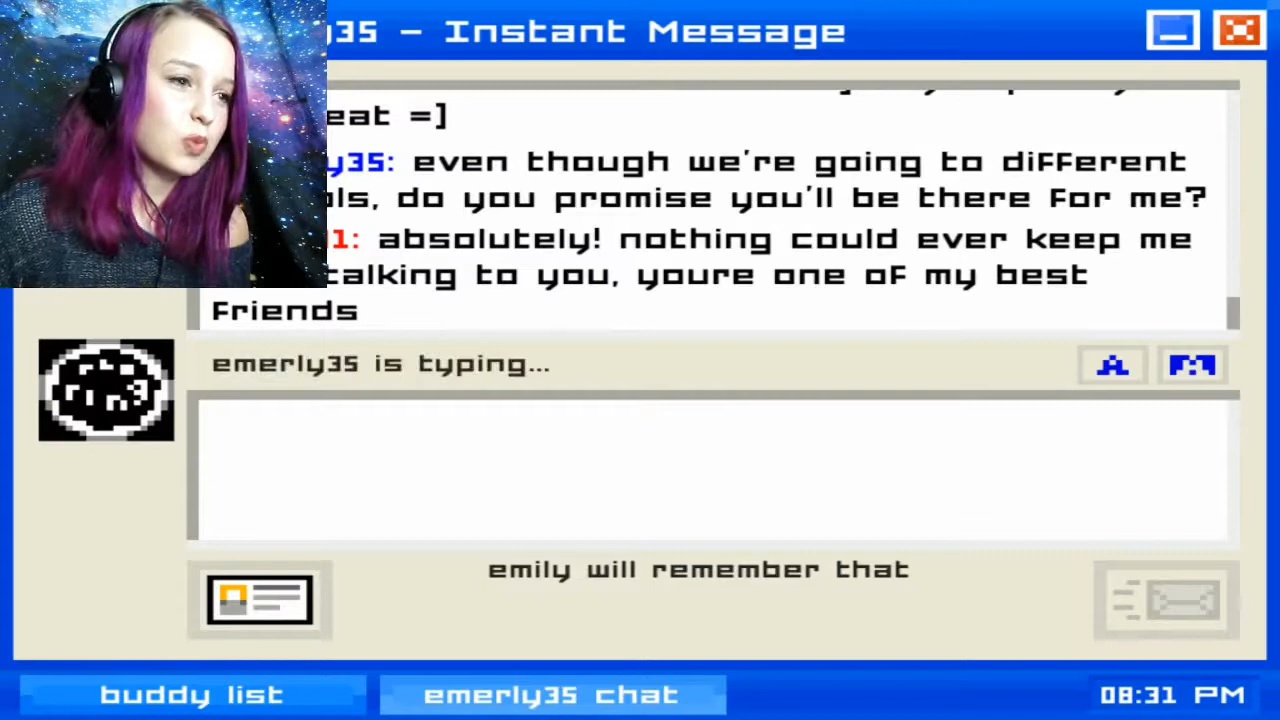 y35 - Instant Message
eat =]
y35: even though we're going to different
ols, do you promise you'll be there for me?
1: absolutely! nothing could ever keep me
talking to you, youre one of my best
friends
emerly35 is typing...
A
emily will remember that
buddy list
emerly35 chat
08:31 PM